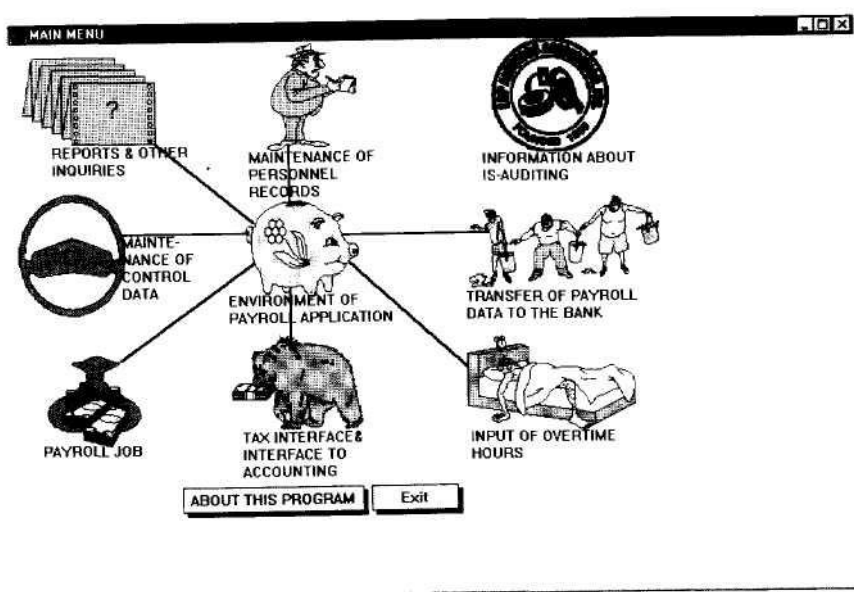 MAIN MENU
?
REPORTS & OTHER
INQUIRIES
MAINTENANCE OF
PERSONNEL
RECORDS
INFORMATION ABOUT
IS-AUDITING
MAINTE-
NANCE OF
CONTROL
DATA
ENVIRONMENT OF
PAYROLL APPLICATION
TRANSFER OF PAYROLL
DATA TO THE BANK
PAYROLL JOB
TAX INTERFACE&
INTERFACE TO
ACCOUNTING
INPUT OF OVERTIME
HOURS
ABOUT THIS PROGRAM
Exit